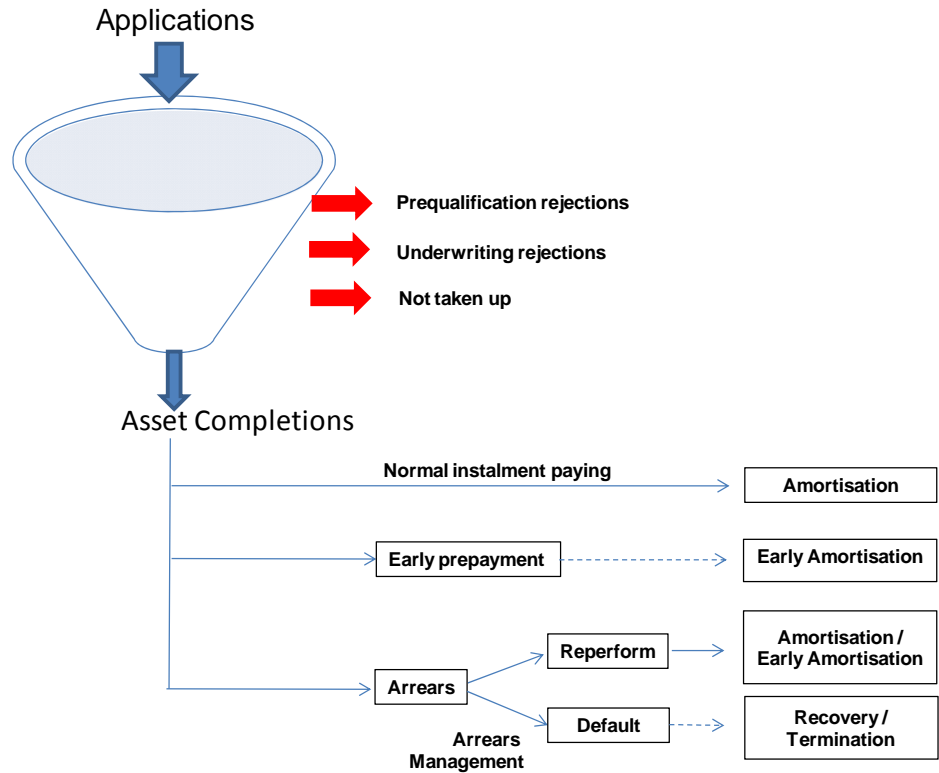 Applications
Prequalification rejections
Underwriting rejections
Not taken up
Asset Completions
Normal instalment paying
Amortisation
Early prepayment
Early Amortisation
Reperform
Amortisation /
Early Amortisation
Arrears
Default
Recovery /
Termination
Arrears
Management